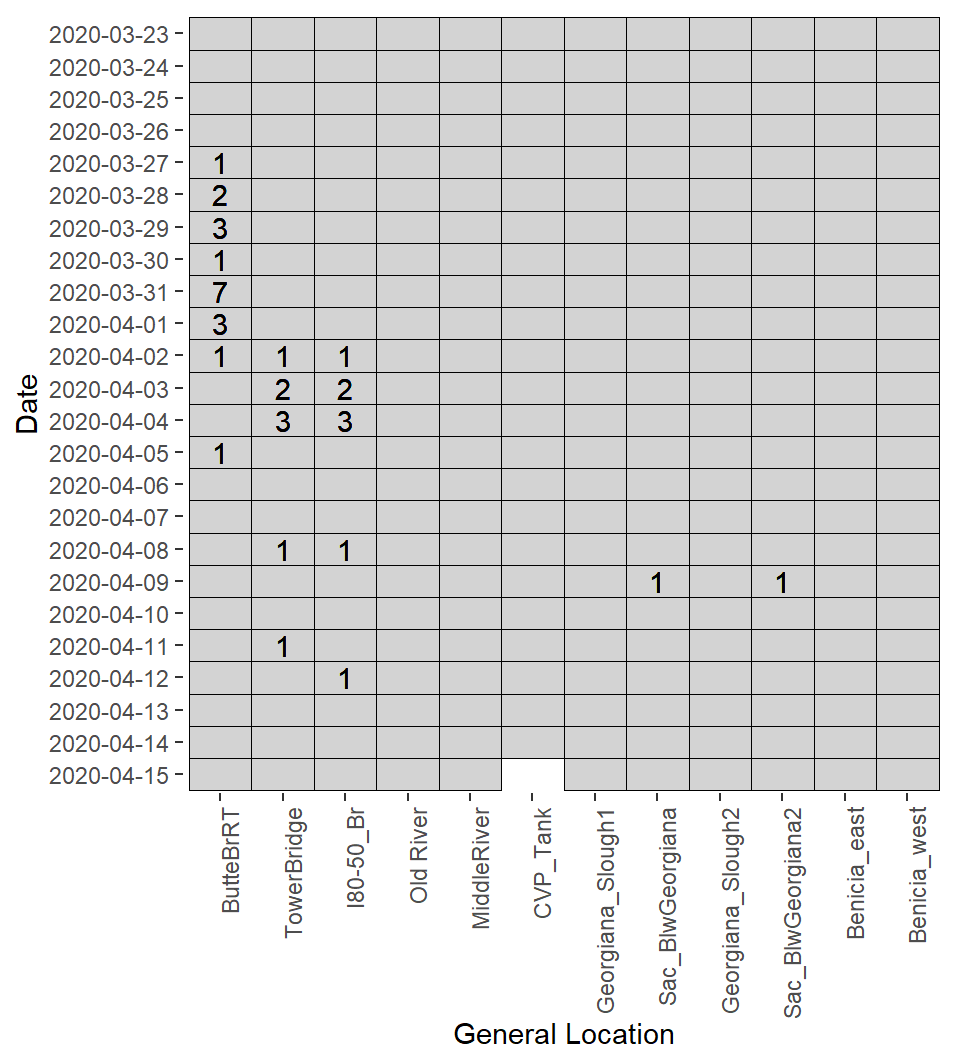 2020-03-23
2020-03-24
2020-03-25
2020-03-26
2020-03-27 1
2020-03-28 2
2020-03-29 3
2020-03-30 1
2020-03-31 7
2020-04-01 3
2020-04-02 1 1 1
2020-04-03 2 2
2020-04-04 3 3
2020-04-05 1
2020-04-06
2020-04-07
2020-04-08 1 1
2020-04-09 1 1
2020-04-10
2020-04-11 1
2020-04-12 1
2020-04-13
2020-04-14
2020-04-15
Date
ButteBrRT
TowerBridge
I80-50_Br
Old River
MiddleRiver
CVP_Tank
Georgiana_Slough1
Sac_BlwGeorgiana
Georgiana_Slough2
Sac_BlwGeorgiana2
Benicia_east
Benicia_west
General Location